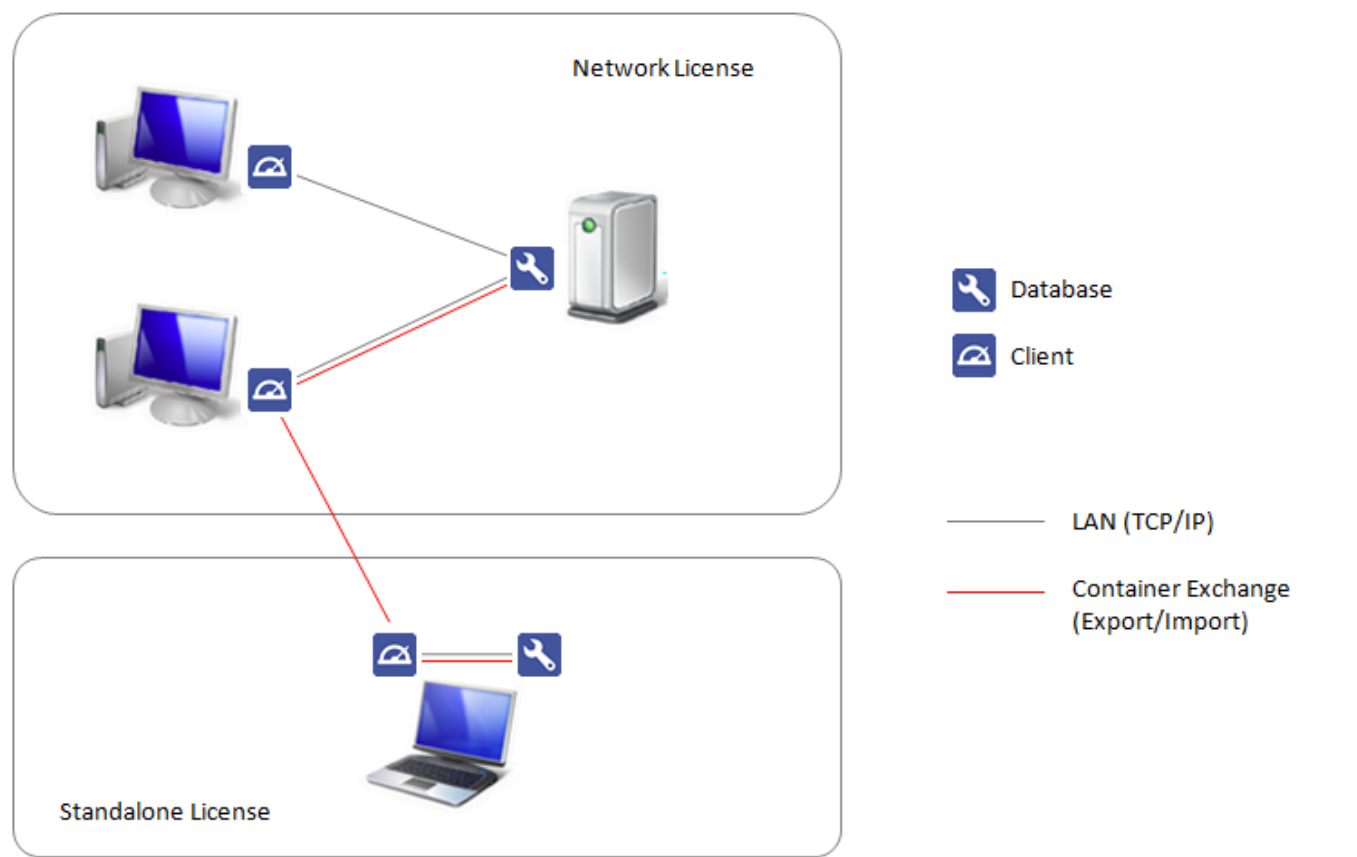 Network License
Database
Client
LAN (TCP/IP)
Container Exchange
(Export/Import)
Standalone License